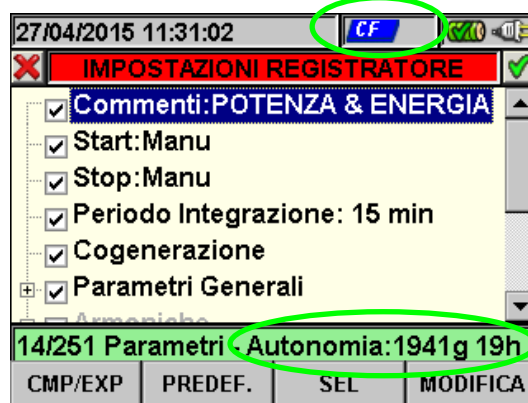 27/04/2015 11:31:02 CF
IMPOSTAZIONI REGISTRATORE
Commenti:POTENZA & ENERGIA
Start:Manu
Stop:Manu
Periodo Integrazione: 15 min
Cogenerazione
Parametri Generali
Armoniche
14/251 Parametri - Autonomia:1941g 19h
CMP/EXP PREDEF. SEL MODIFICA